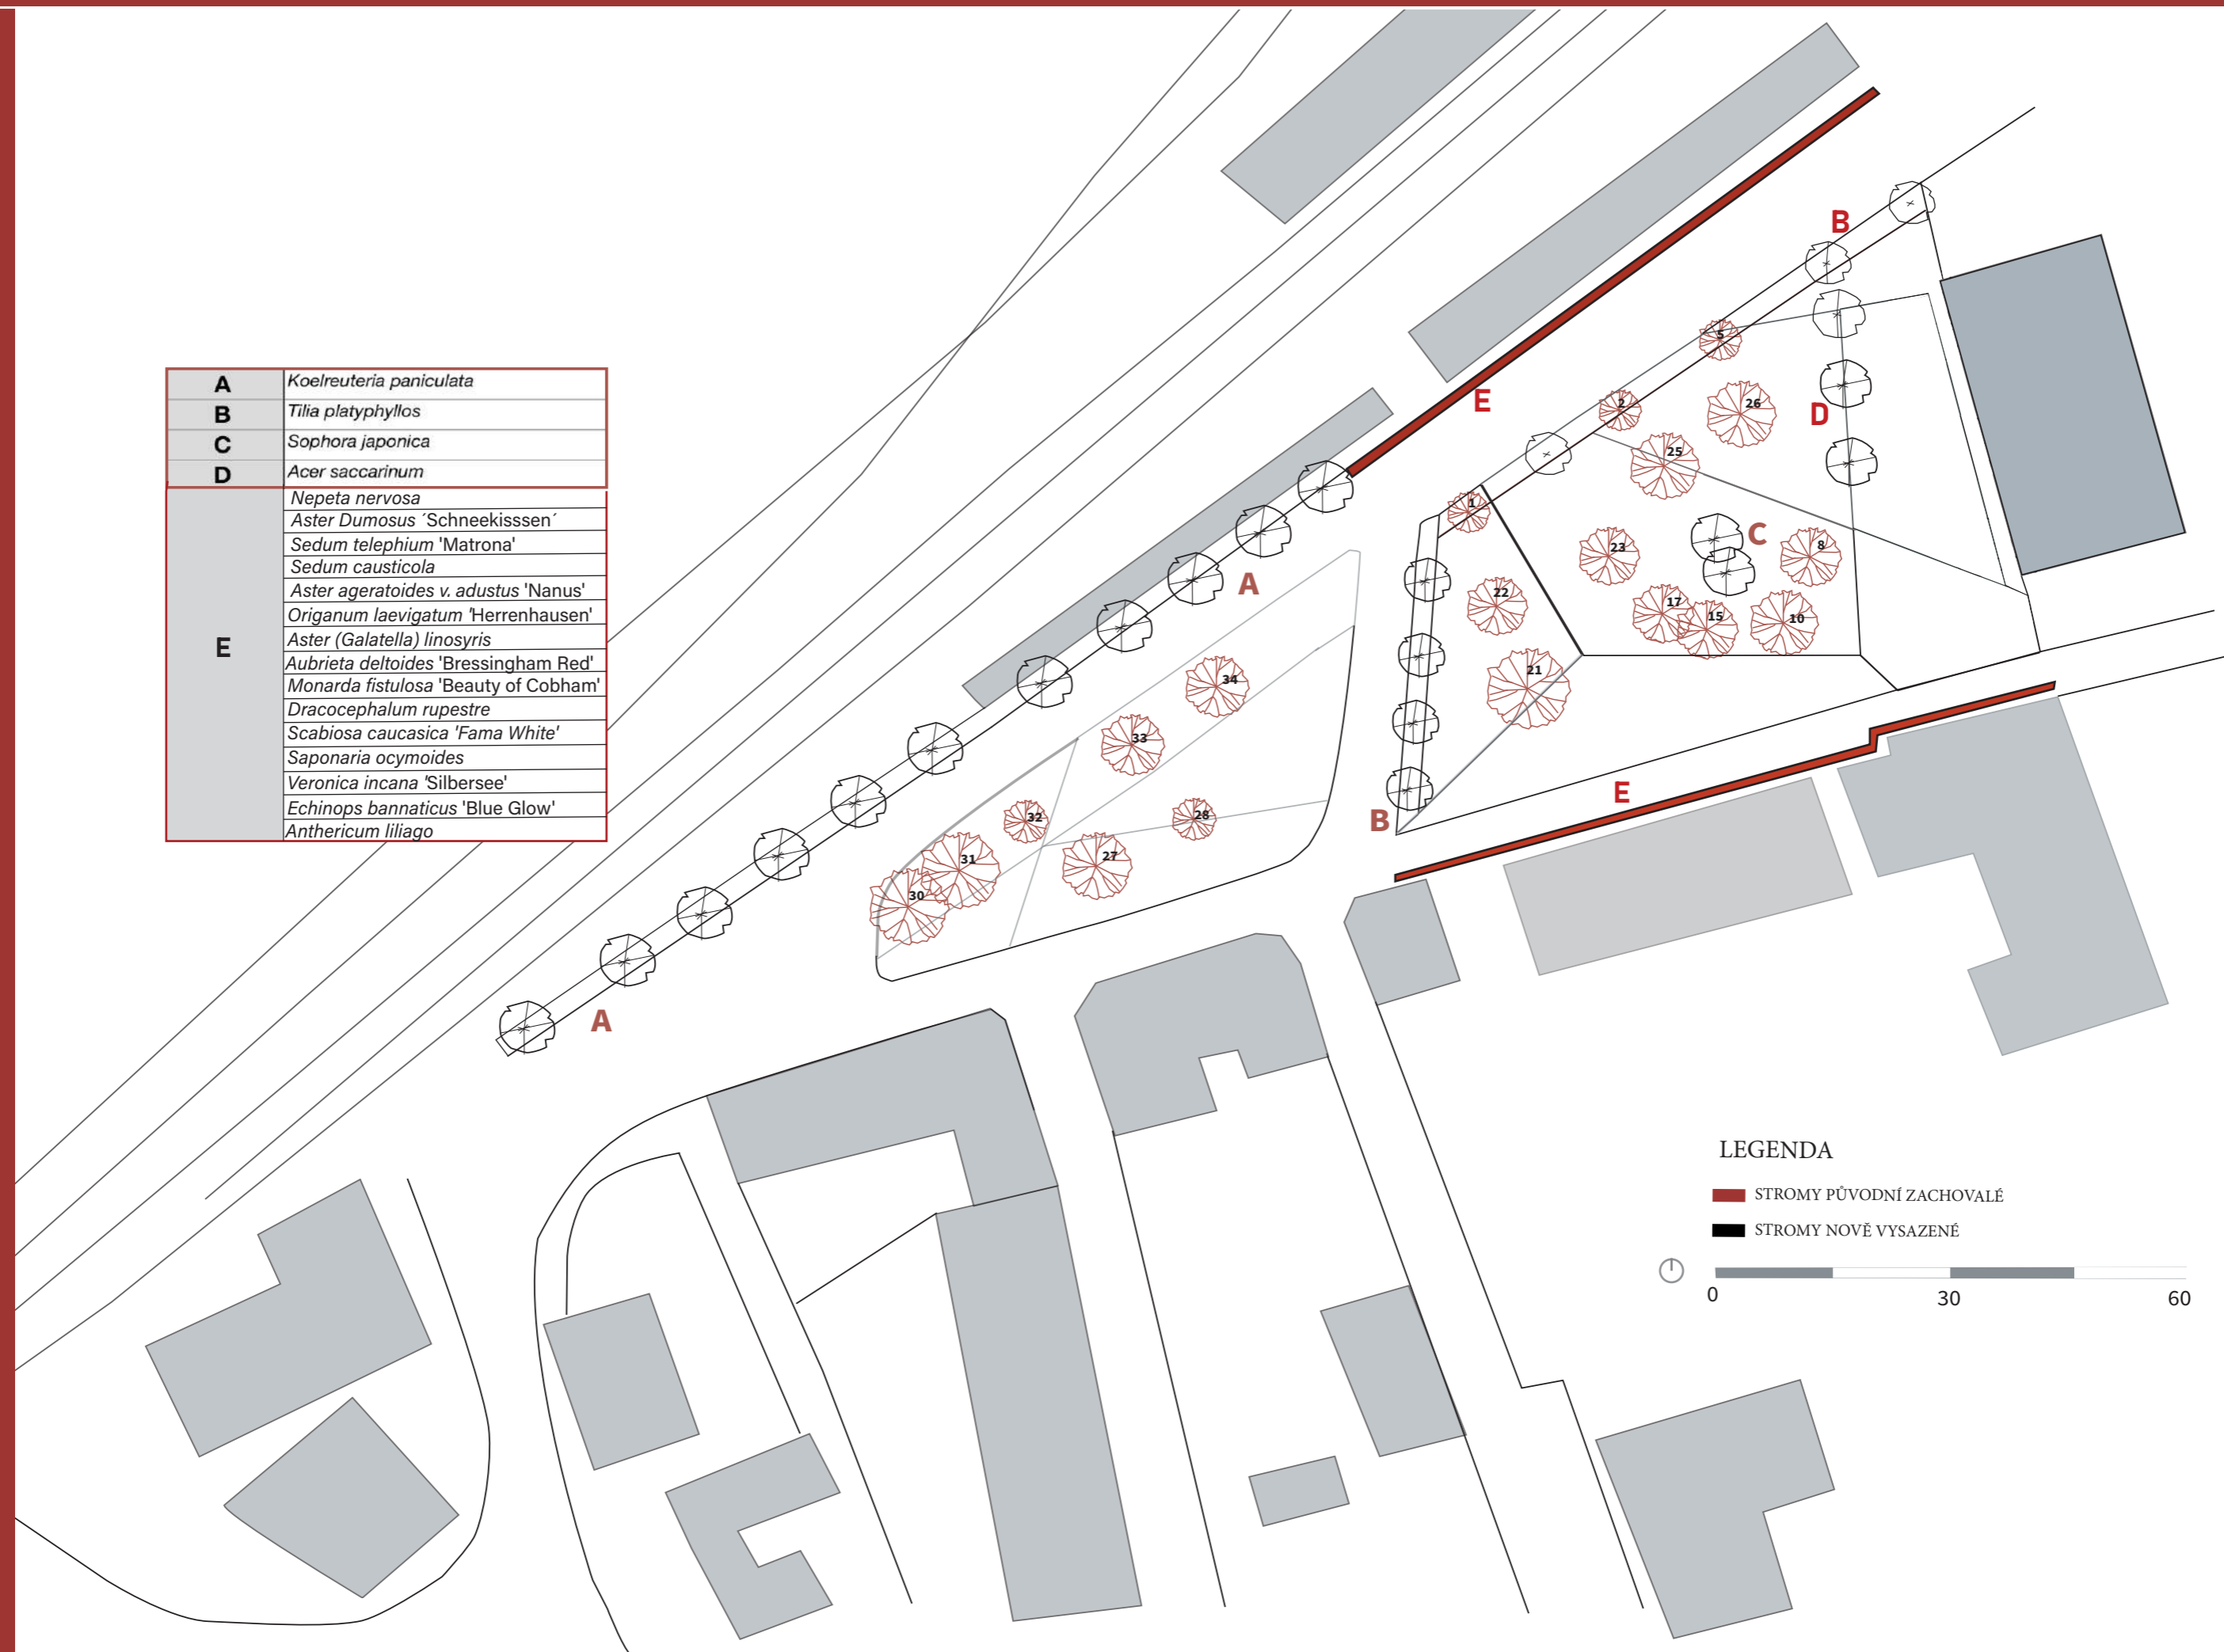 A Koelreuteria paniculata
B Tilia platyphyllos
C Sophora japonica
D Acer saccarinum
E
Nepeta nervosa
Aster Dumosus ´Schneekisssen´
Sedum telephium 'Matrona'
Sedum causticola
Aster ageratoides v. adustus 'Nanus'
Origanum laevigatum 'Herrenhausen'
Aster (Galatella) linosyris
Aubrieta deltoides 'Bressingham Red'
Monarda fistulosa 'Beauty of Cobham'
Dracocephalum rupestre
Scabiosa caucasica 'Fama White'
Saponaria ocymoides
Veronica incana 'Silbersee'
Echinops bannaticus 'Blue Glow'
Anthericum liliago
B
5
E
2
26
D
25
1
C
23
8
A
22
17
15
10
34
21
33
E
32
28
B
31
27
30
A
LEGENDA
STROMY PŮVODNÍ ZACHOVALÉ
STROMY NOVĚ VYSAZENÉ
0 30 60